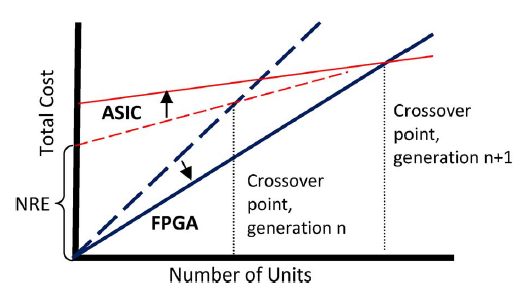 Total Cost
ASIC
NRE
FPGA
Crossover
point,
generation n
Crossover
point,
generation n+1
Number of Units